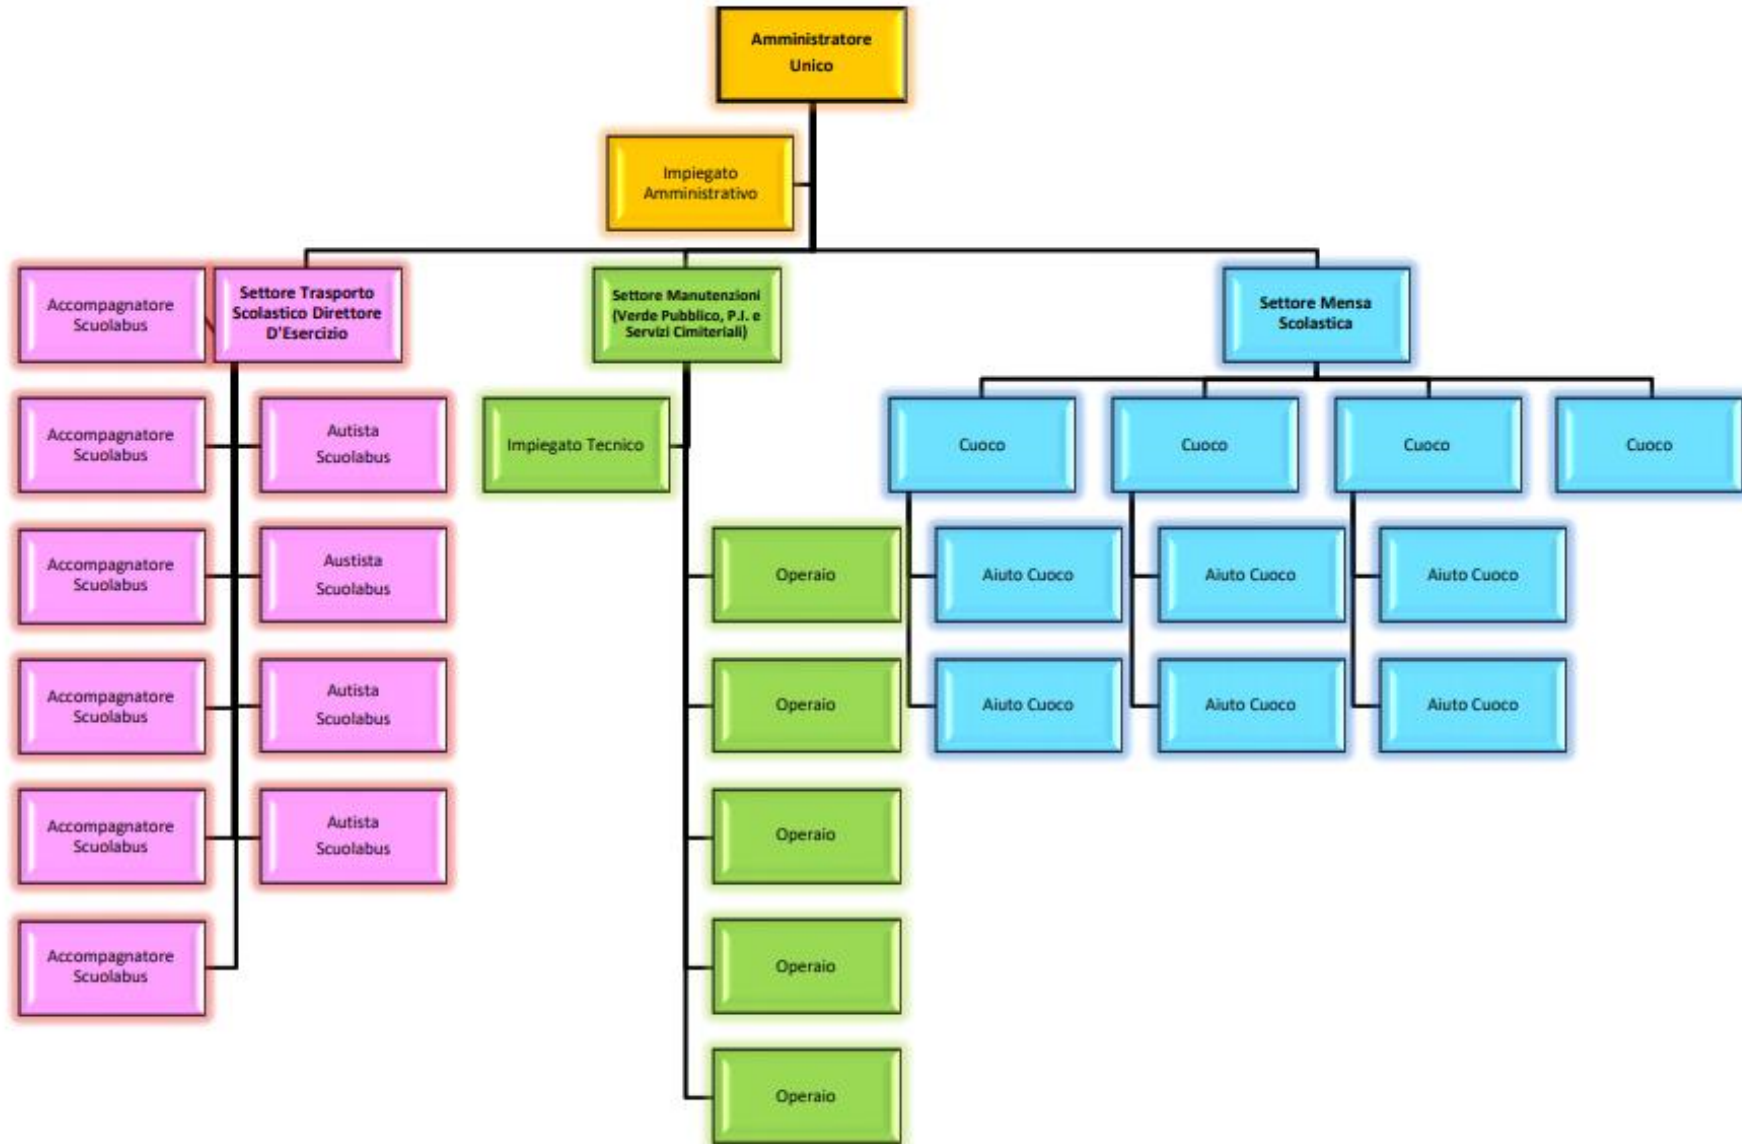 Amministratore
Unico
Impiegato
Amministrativo
Accompagnatore
Scuolabus
Settore Trasporto
Scolastico Direttore
D'Esercizio
Settore Manutenzioni
(Verde Pubblico, P.I. e
Servizi Cimiteriali)
Settore Mensa
Scolastica
Accompagnatore
Scuolabus
Autista
Scuolabus
Impiegato Tecnico
Cuoco
Cuoco
Cuoco
Cuoco
Accompagnatore
Scuolabus
Austista
Scuolabus
Operaio
Aiuto Cuoco
Aiuto Cuoco
Aiuto Cuoco
Accompagnatore
Scuolabus
Autista
Scuolabus
Operaio
Aiuto Cuoco
Aiuto Cuoco
Aiuto Cuoco
Accompagnatore
Scuolabus
Autista
Scuolabus
Operaio
Accompagnatore
Scuolabus
Operaio
Operaio